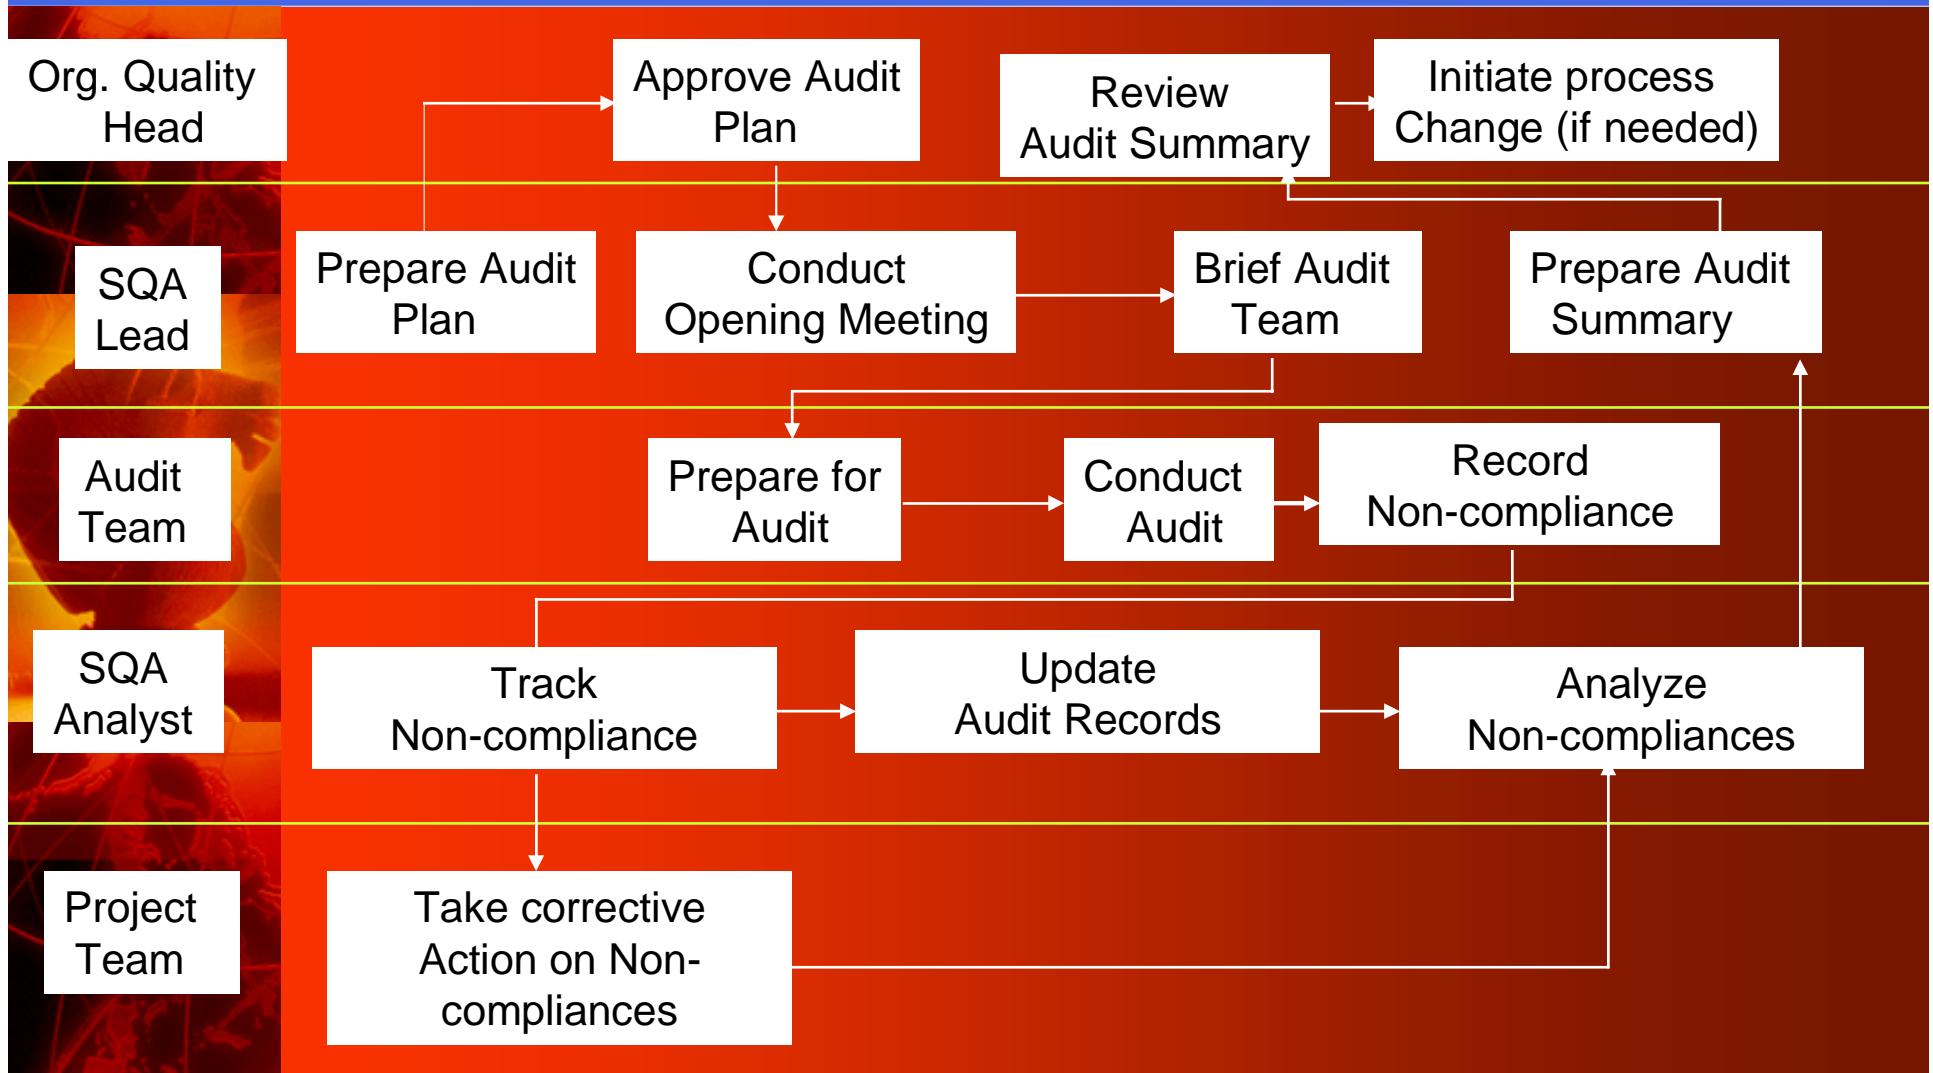 Org. Quality
Head
Approve Audit
Plan
Review
Audit Summary
Initiate process
Change (if needed)
SQA
Lead
Prepare Audit
Plan
Conduct
Opening Meeting
Brief Audit
Team
Prepare Audit
Summary
Audit
Team
Prepare for
Audit
Conduct
Audit
Record
Non-compliance
SQA
Analyst
Track
Non-compliance
Update
Audit Records
Analyze
Non-compliances
Project
Team
Take corrective
Action on Non-
compliances